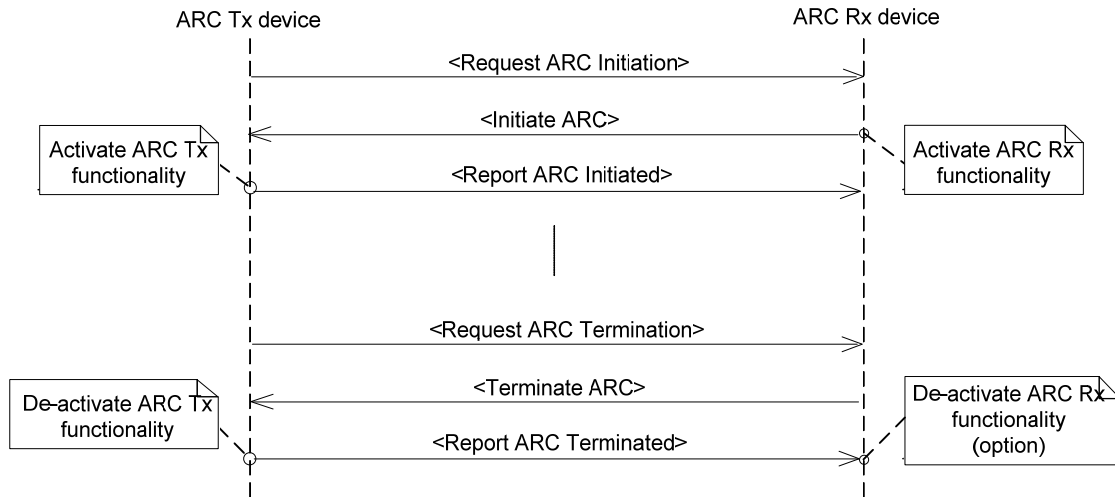 ARC Tx device
ARC Rx device
<Request ARC Initiation>
<Initiate ARC>
Activate ARC Tx
functionality
Activate ARC Rx
functionality
<Report ARC Initiated>
<Request ARC Termination>
<Terminate ARC>
De-activate ARC Tx
functionality
De-activate ARC Rx
functionality
(option)
<Report ARC Terminated>